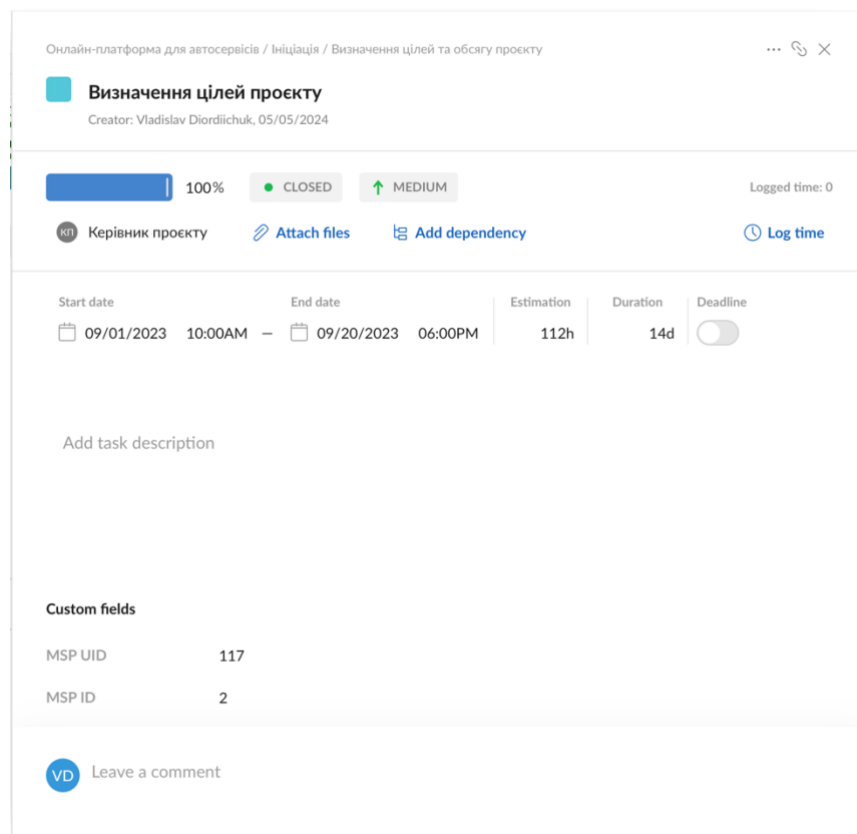 Онлайн-платформа для автосервісів / Ініціація / Визначення цілей та обсягу проєкту
Визначення цілей проєкту
Creator: Vladislav Diordiichuk, 05/05/2024
100% CLOSED MEDIUM Logged time: 0
КП Керівник проєкту Attach files Add dependency Log time
Start date End date Estimation Duration Deadline
09/01/2023 10:00AM – 09/20/2023 06:00PM 112h 14d
Add task description
Custom fields
MSP UID 117
MSP ID 2
VD Leave a comment